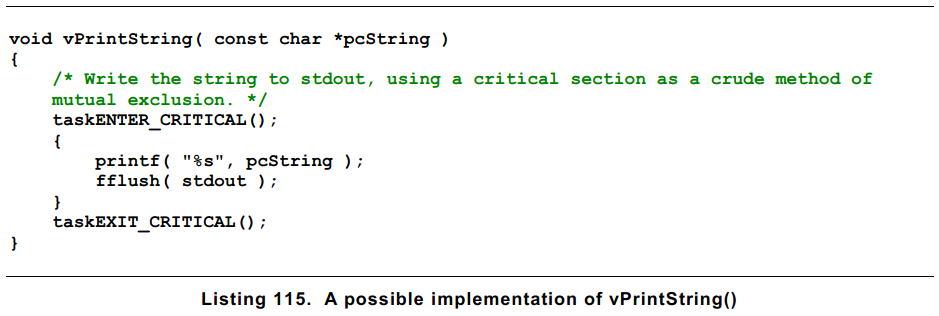 void vPrintString( const char *pcString )
{
    /* Write the string to stdout, using a critical section as a crude method of
    mutual exclusion. */
    taskENTER_CRITICAL();
    {
        printf( "%s", pcString );
        fflush( stdout );
    }
    taskEXIT_CRITICAL();
}
Listing 115. A possible implementation of vPrintString()